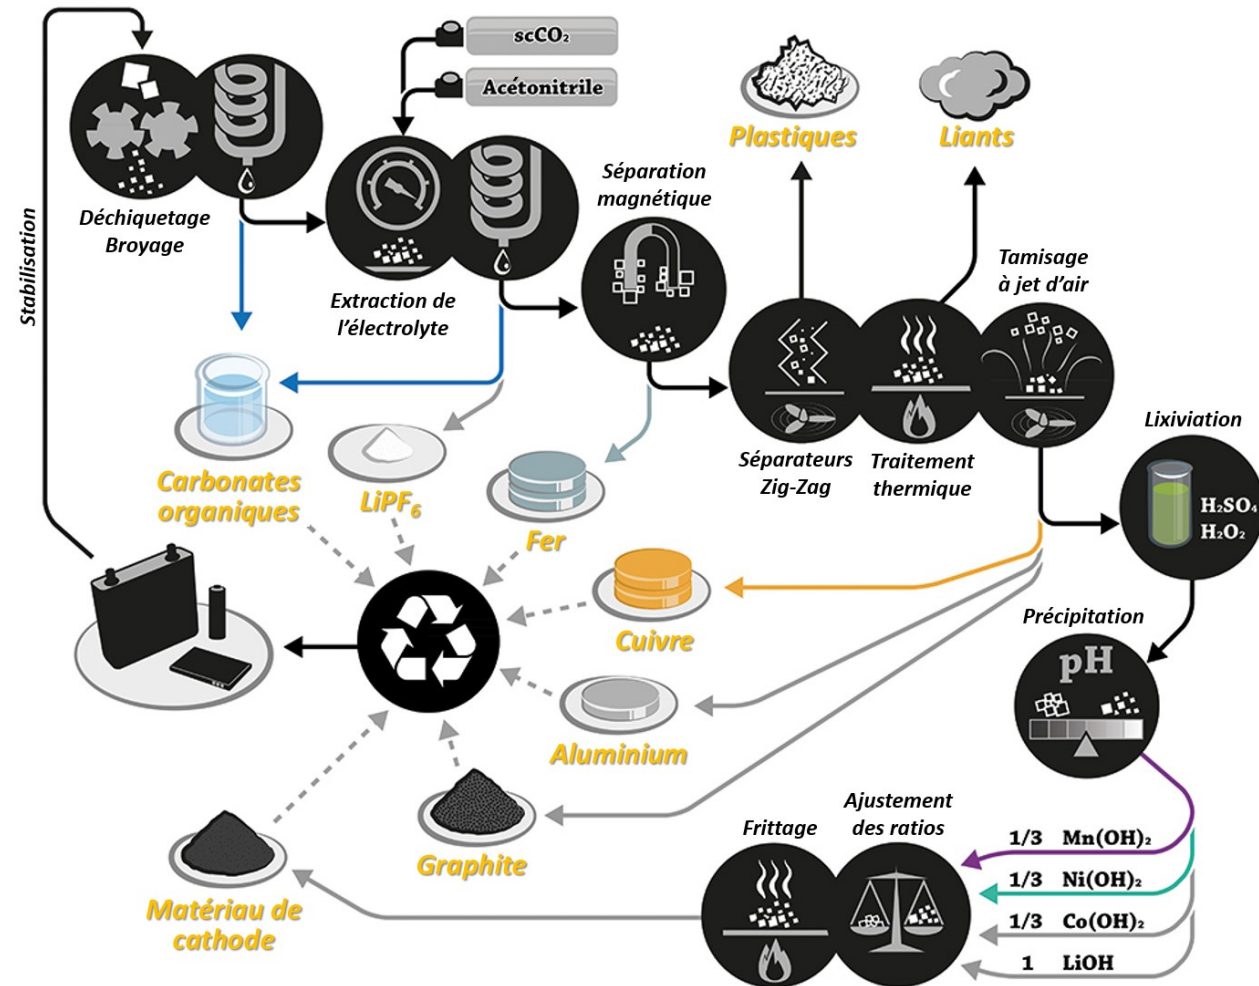 scCO₂
Acétonitrile
Plastiques
Liants
Stabilisation
Déchiquetage
Broyage
Extraction de
l'électrolyte
Séparation
magnétique
Tamisage
à jet d'air
Séparateurs
Zig-Zag
Traitement
thermique
Lixiviation
H₂SO₄
H₂O₂
Carbonates
organiques
LiPF₆
Fer
Cuivre
Aluminium
Graphite
Matériau de
cathode
Précipitation
pH
Frittage
Ajustement
des ratios
1/3 Mn(OH)₂
1/3 Ni(OH)₂
1/3 Co(OH)₂
1 LiOH